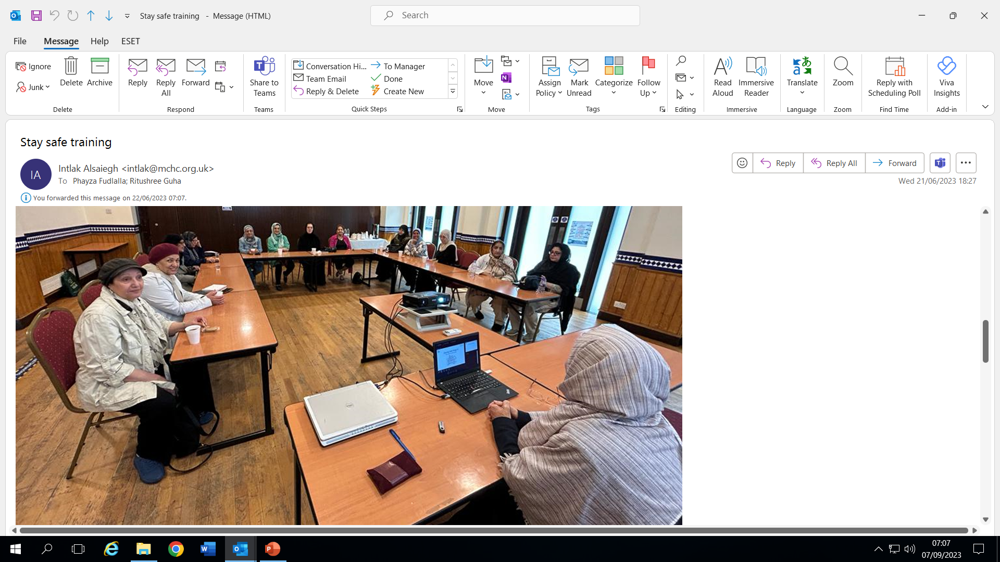 Stay safe training - Message (HTML)
Search
File Message Help ESET
Ignore
Junk
Delete
Archive
Delete
Reply
Reply All
Forward
Respond
Share to Teams
Teams
Conversation Hi...
Team Email
Reply & Delete
To Manager
Done
Create New
Quick Steps
Move
Move
Assign Policy
Mark Unread
Categorize
Follow Up
Tags
Editing
Read Aloud
Immersive Reader
Immersive
Translate
Language
Zoom
Zoom
Reply with Scheduling Poll
Find Time
Viva Insights
Add-in
Stay safe training
IA
Intlak Alsaiegh <intlak@mchc.org.uk>
To Phayza Fudlalla; Ritushree Guha
Reply
Reply All
Forward
Wed 21/06/2023 18:27
You forwarded this message on 22/06/2023 07:07.
07:07
07/09/2023